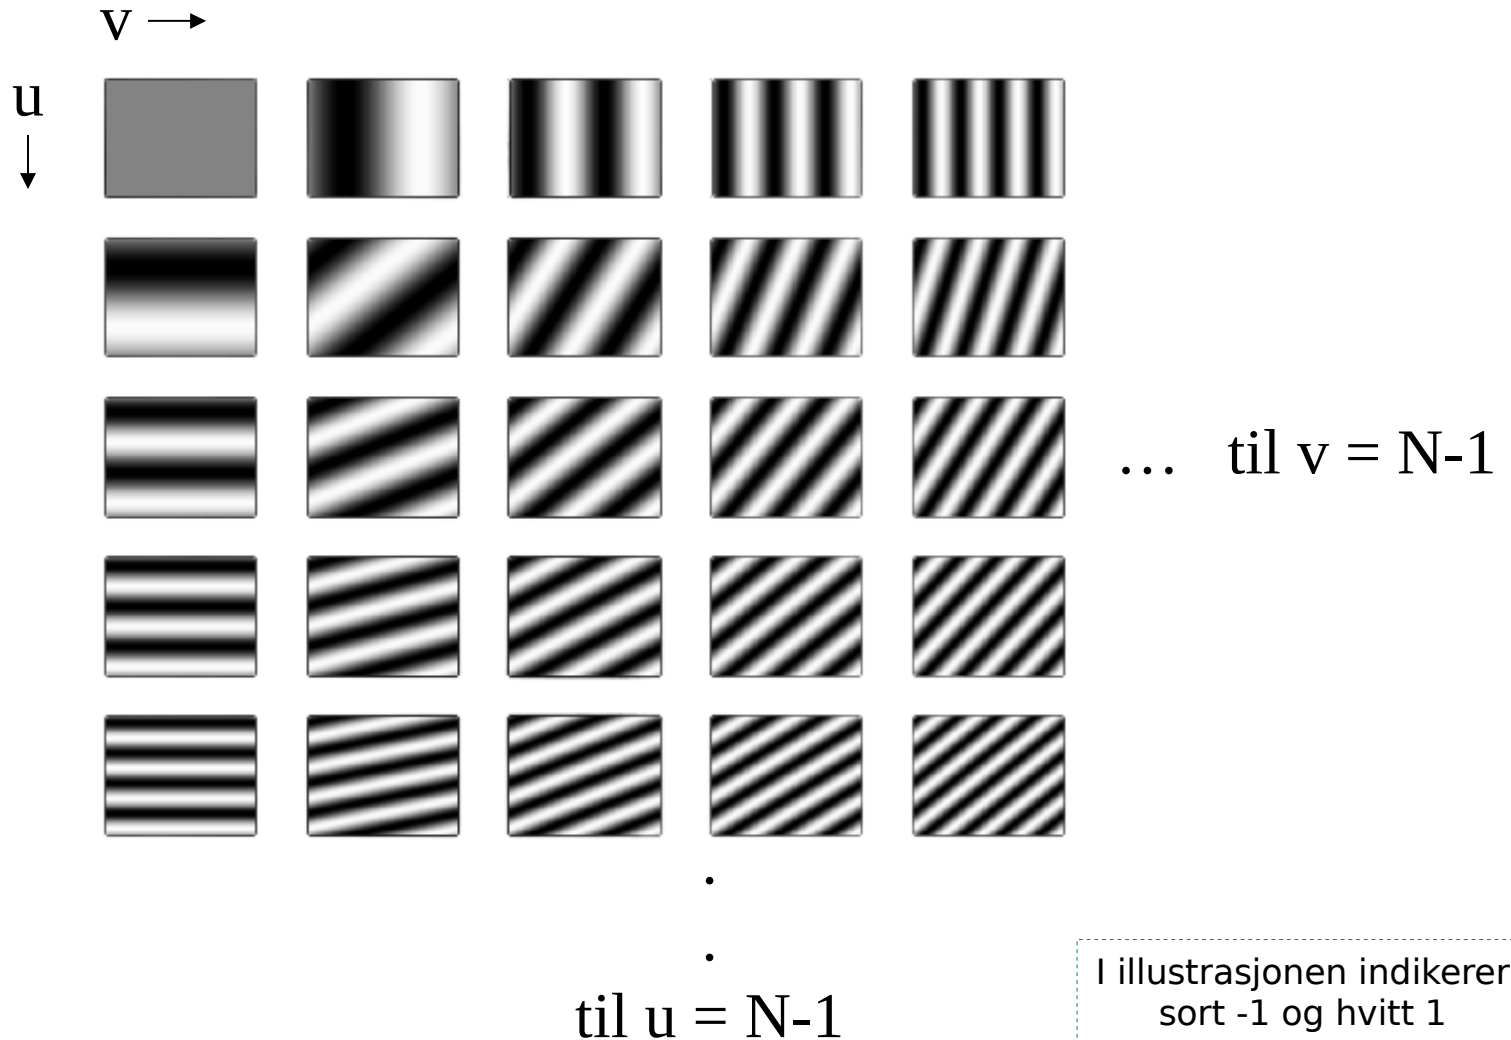 v
u
… til v = N-1
.
.
til u = N-1
I illustrasjonen indikerer
sort -1 og hvitt 1